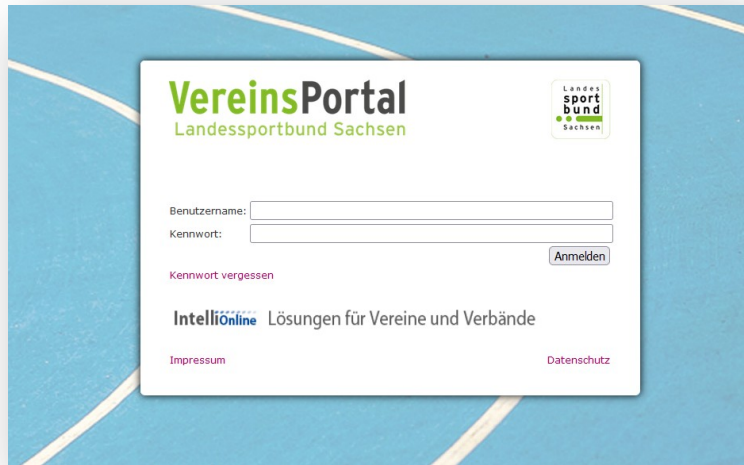 VereinsPortal
Landessportbund Sachsen
Landes
sport
bund
Sachsen
Benutzername:
Kennwort:
Anmelden
Kennwort vergessen
IntelliOnline Lösungen für Vereine und Verbände
Impressum Datenschutz